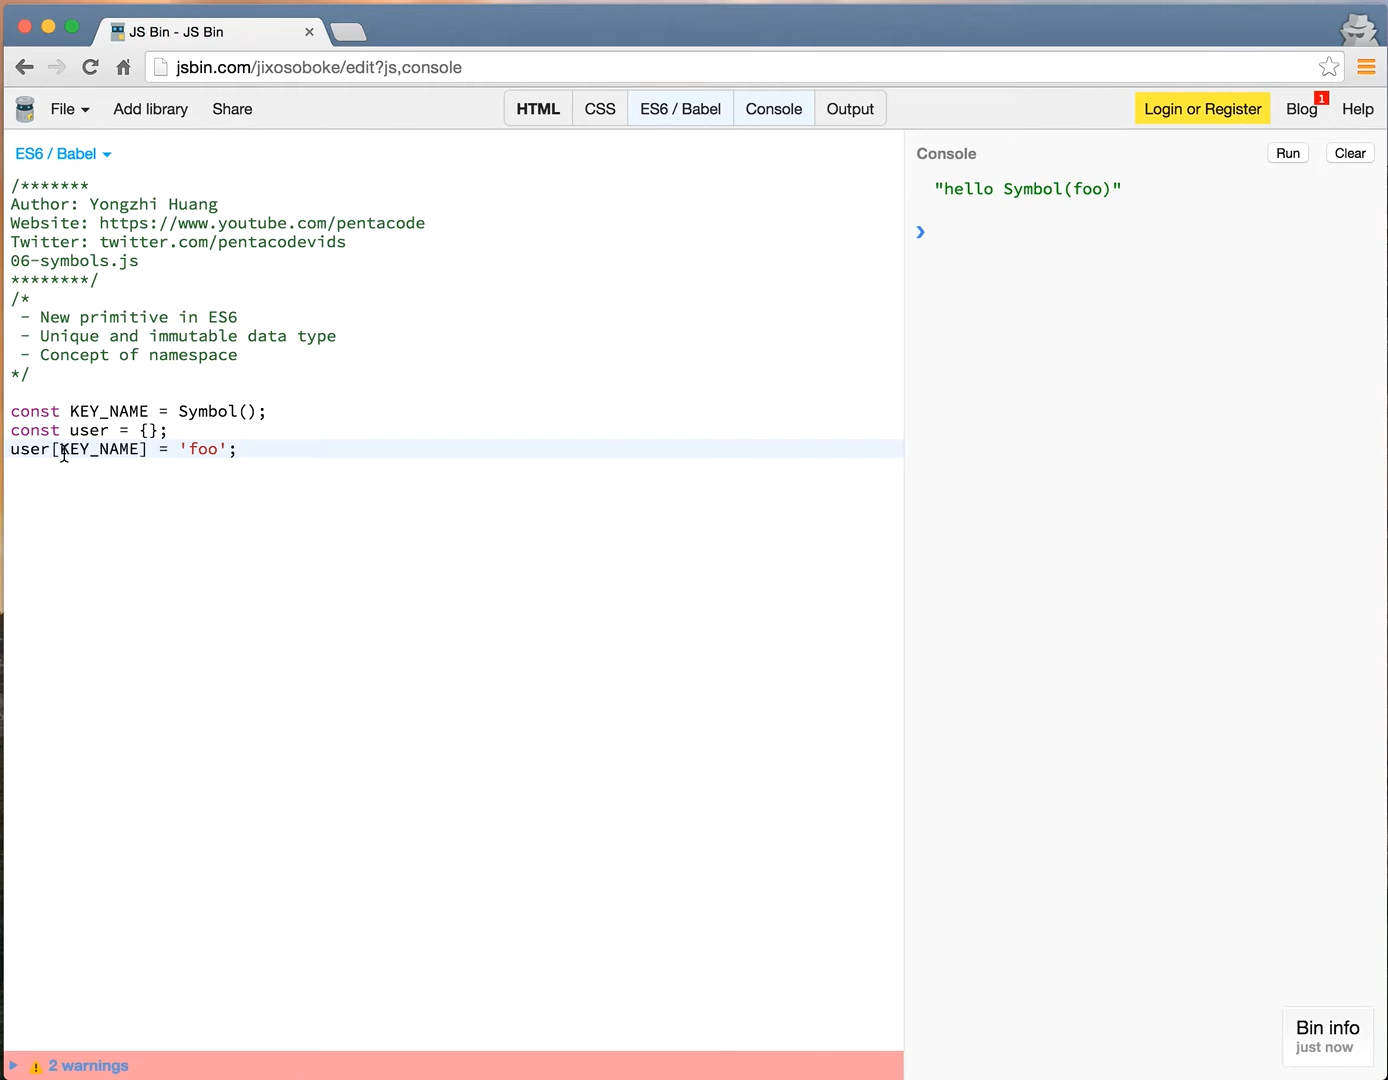 JS Bin - JS Bin
jsbin.com/jixosoboke/edit?js,console
File Add library Share HTML CSS ES6 / Babel Console Output Login or Register Blog 1 Help
ES6 / Babel
/*******
Author: Yongzhi Huang
Website: https://www.youtube.com/pentacode
Twitter: twitter.com/pentacodevids
06-symbols.js
********/
/*
- New primitive in ES6
- Unique and immutable data type
- Concept of namespace
*/
const KEY_NAME = Symbol();
const user = {};
user[KEY_NAME] = 'foo';
2 warnings
Console Run Clear
"hello Symbol(foo)"
Bin info
just now